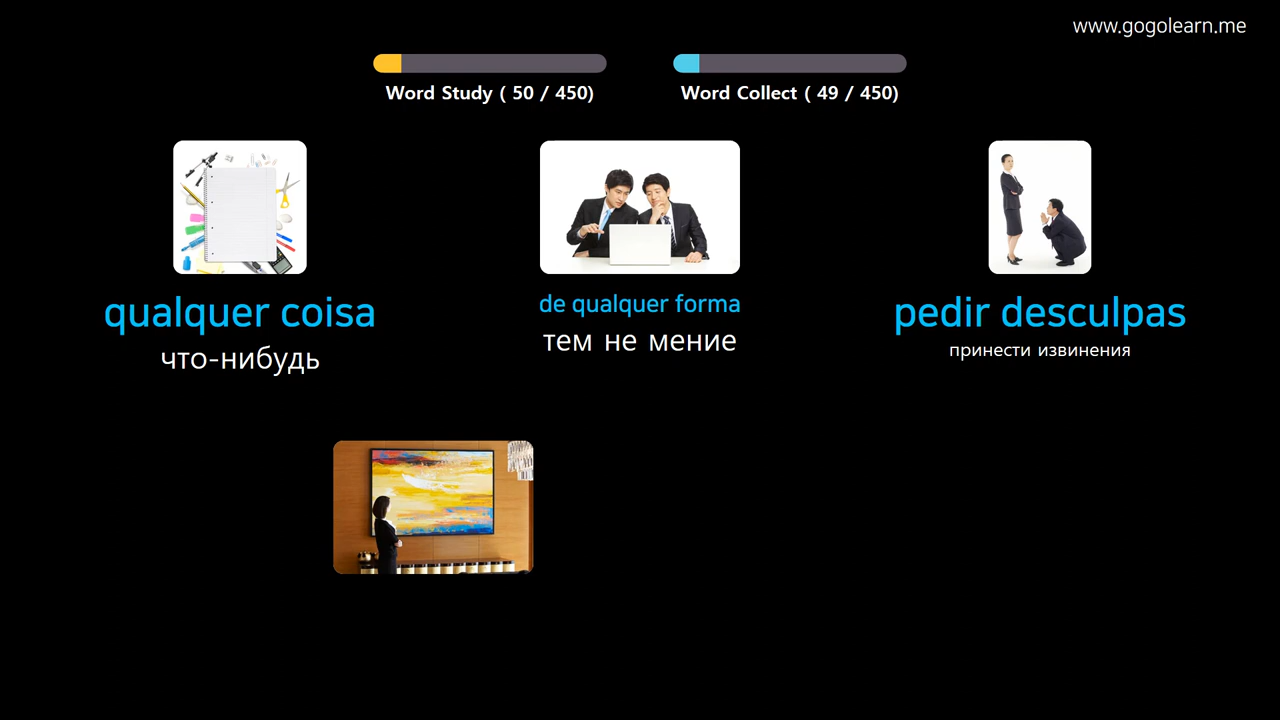 www.gogolearn.me
Word Study ( 50 / 450)
Word Collect ( 49 / 450)
qualquer coisa
что-нибудь
de qualquer forma
тем не мение
pedir desculpas
принести извинения